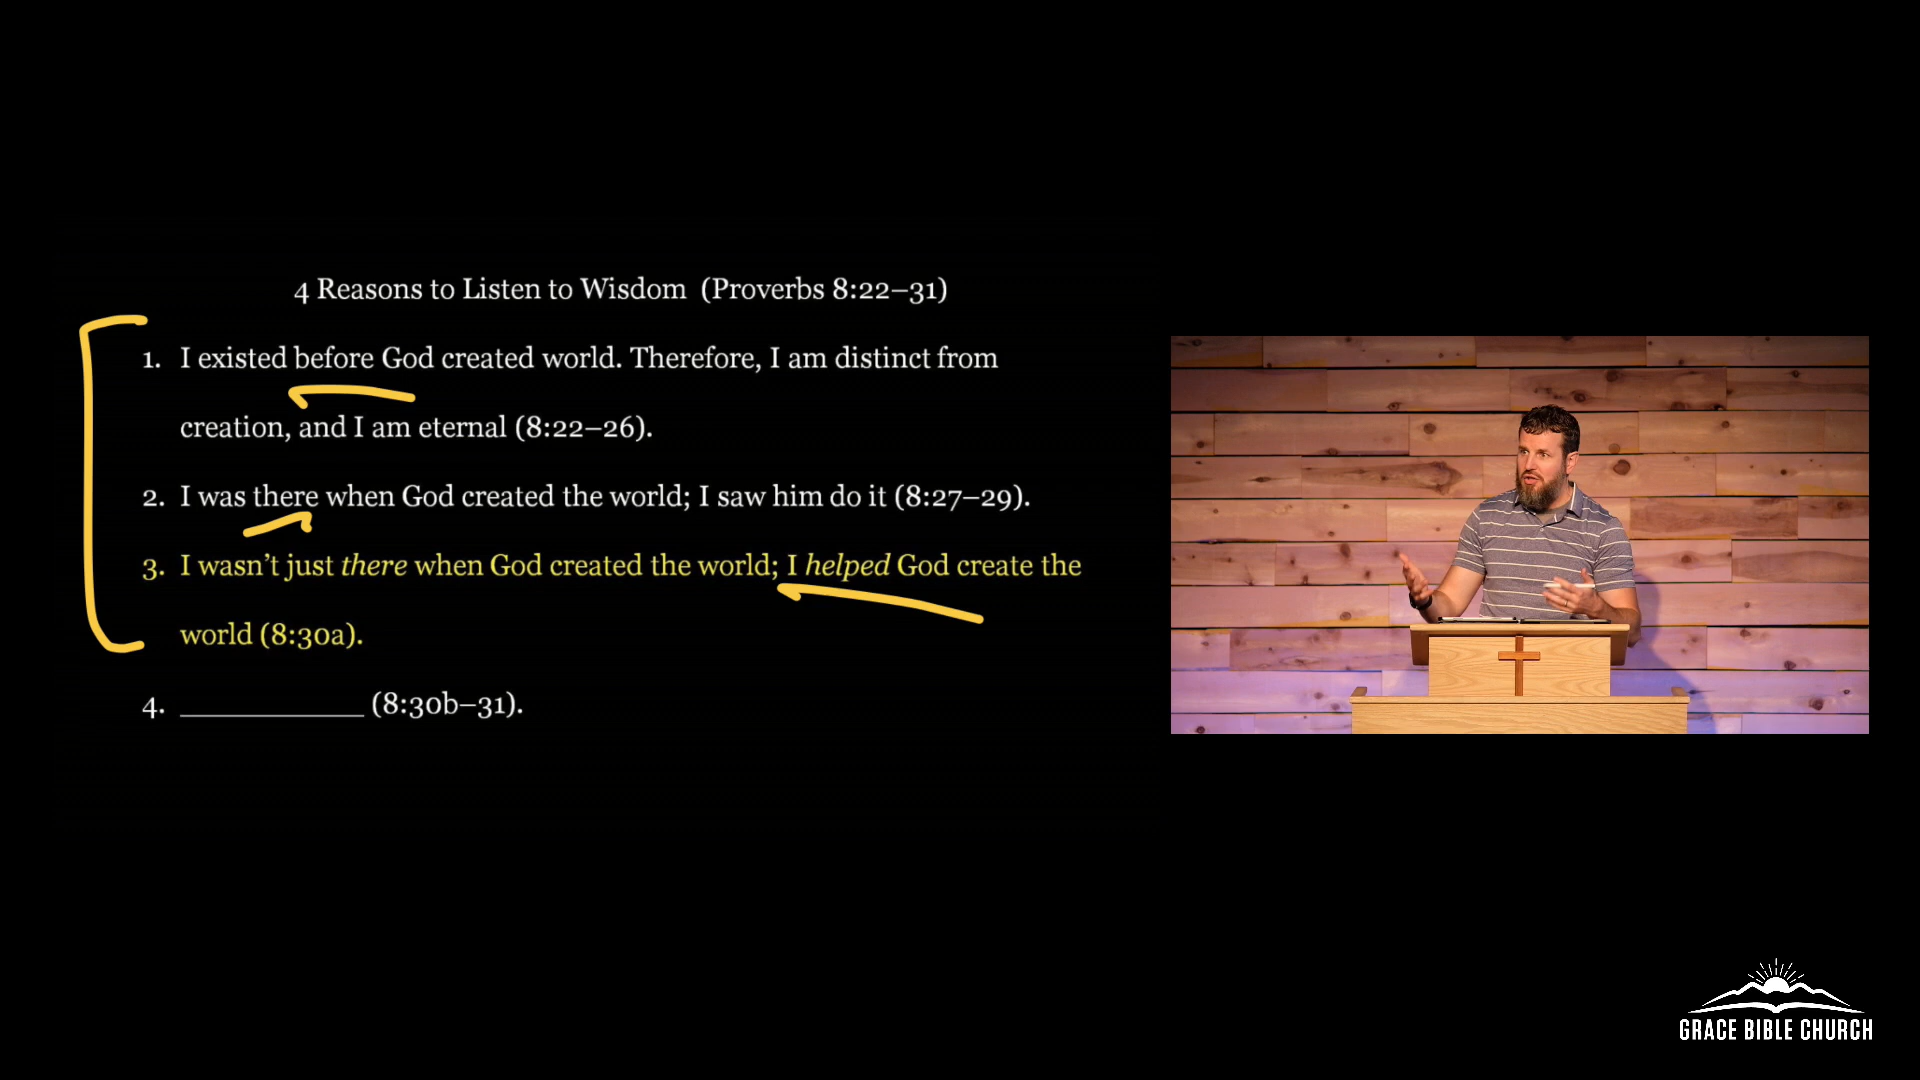 4 Reasons to Listen to Wisdom (Proverbs 8:22–31)
1. I existed before God created world. Therefore, I am distinct from
creation, and I am eternal (8:22–26).
2. I was there when God created the world; I saw him do it (8:27–29).
3. I wasn’t just there when God created the world; I helped God create the
world (8:30a).
4. _____________ (8:30b–31).
GRACE BIBLE CHURCH